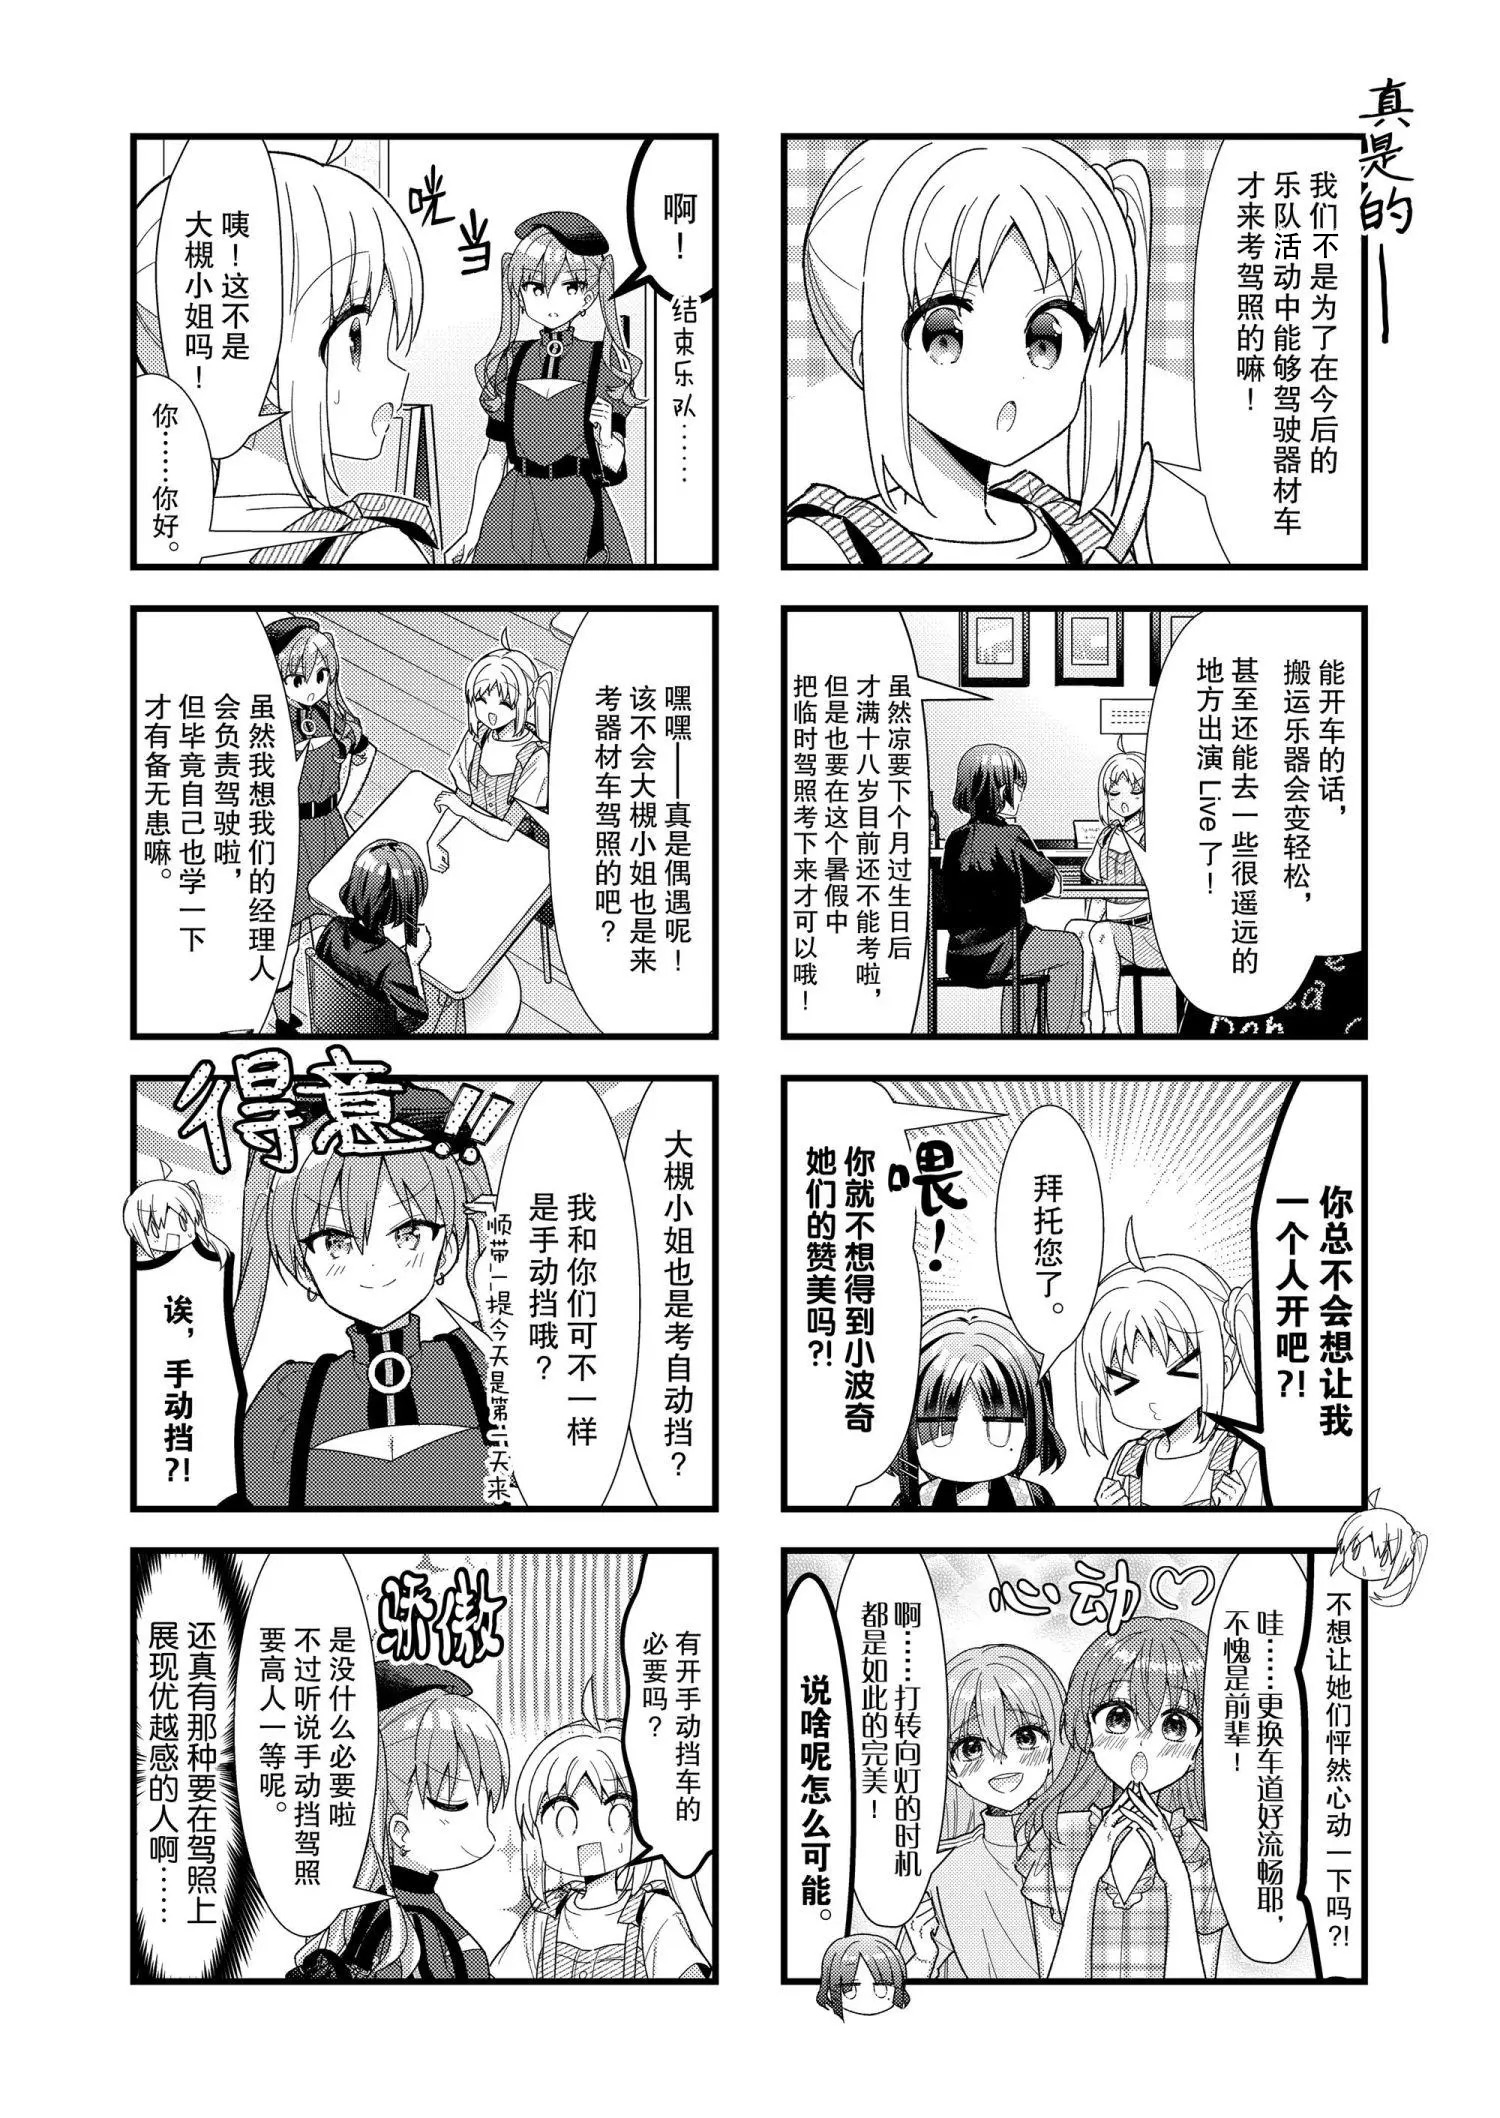 真是的——
我们不是为了在今后的
乐队活动中能够驾驶器材车
才来考驾照的嘛！
能开车的话，
搬运乐器会变轻松，
甚至还能去一些很遥远的
地方出演 Live 了！
虽然凉要下个月过生日后
才满十八岁目前还不能考啦，
但是也要在这个暑假中
把临时驾照考下来才可以哦！
你总不会想让我
一个人开吧?!
拜托您了。
喂！
你就不想得到小波奇
她们的赞美吗?!
不想让她们怦然心动一下吗?!
哇……更换车道好流畅耶，
不愧是前辈！
心动♡
啊……打转向灯的时机
都是如此的完美！
说啥呢怎么可能。
啊！
结束乐队……
咣当
咦！这不是
大槻小姐吗！
你……你好。
嘿嘿——真是偶遇呢！
该不会大槻小姐也是来
考器材车驾照的吧？
虽然我想我们的经理人
会负责驾驶啦，
但毕竟自己也学一下
才有备无患嘛。
大槻小姐也是考自动挡？
我和你们可不一样
是手动挡哦？
顺带一提今天是第二天来
得意!!
诶，手动挡?!
有开手动挡车的
必要吗？
骄傲
是没什么必要啦
不过听说手动挡驾照
要高人一等呢。
还真有那种要在驾照上
展现优越感的人啊……